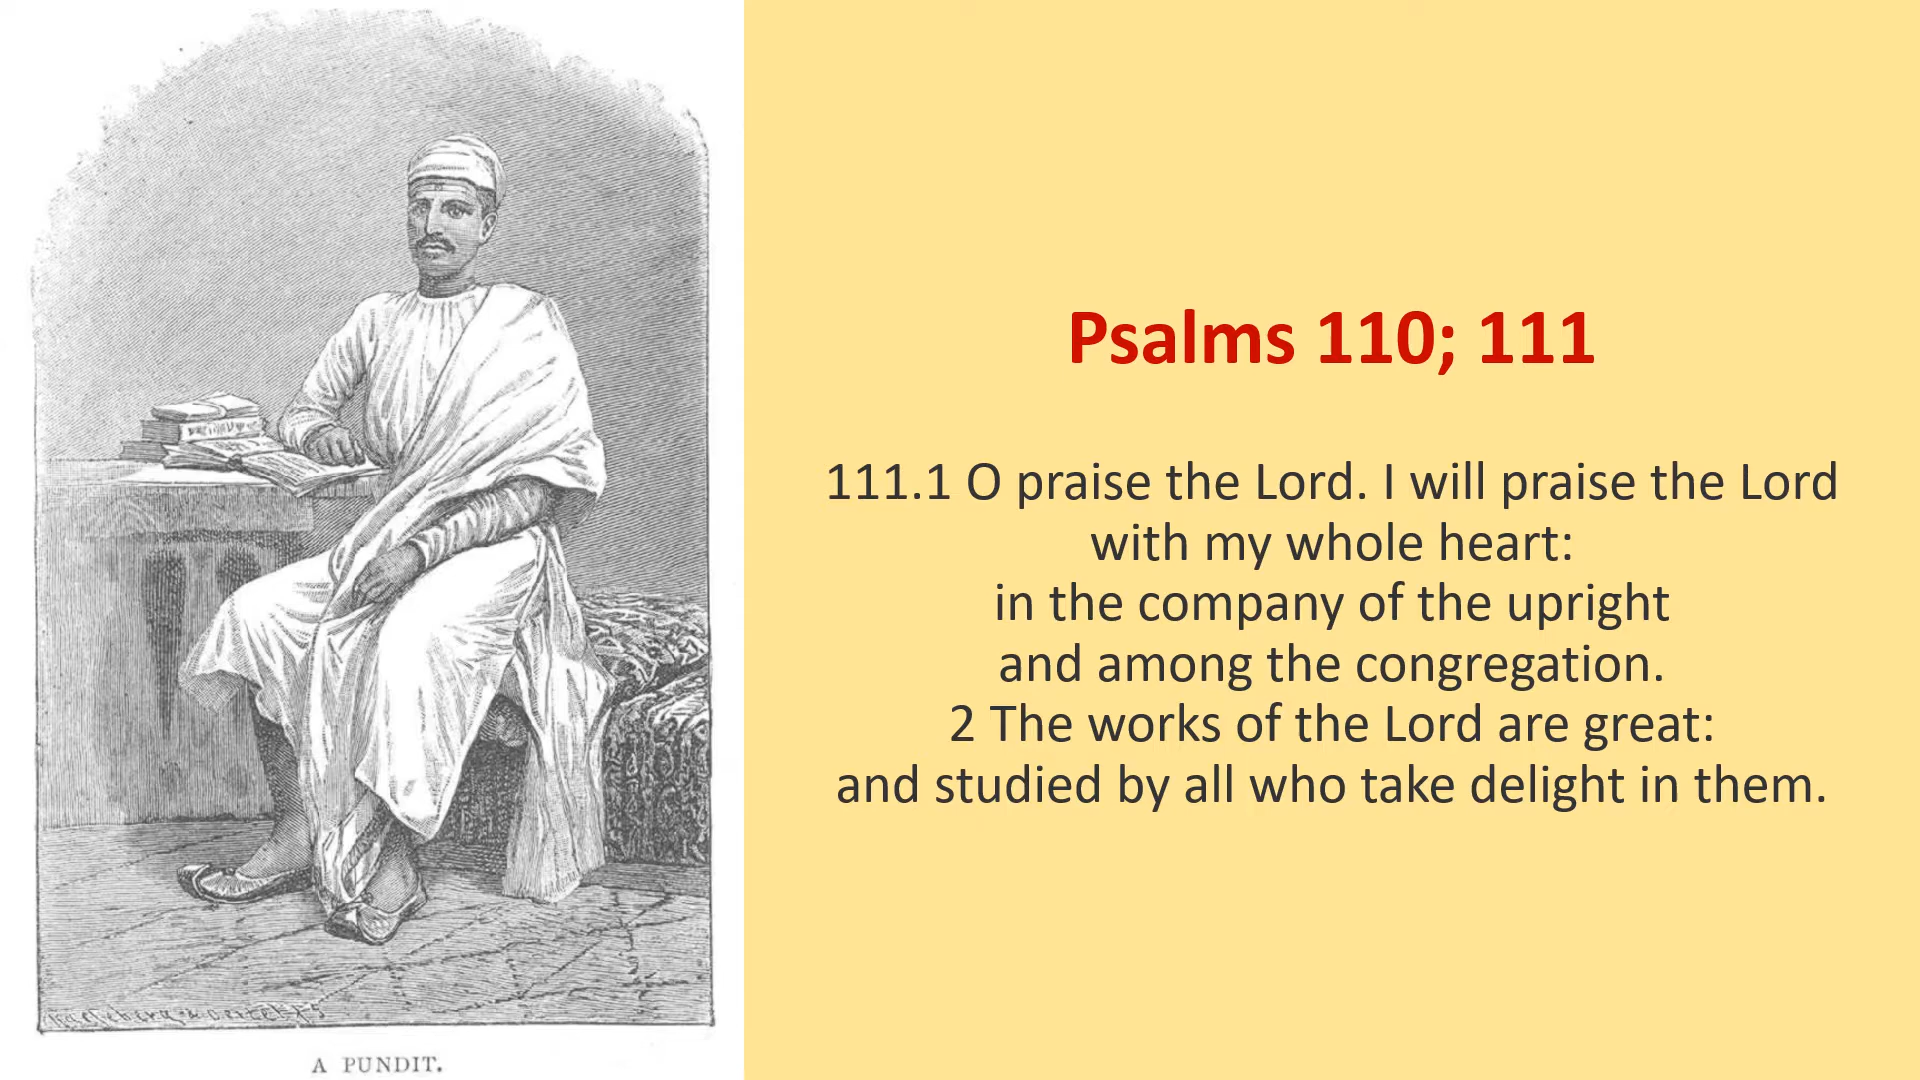 Psalms 110; 111
111.1 O praise the Lord. I will praise the Lord
with my whole heart:
in the company of the upright
and among the congregation.
2 The works of the Lord are great:
and studied by all who take delight in them.
A PUNDIT.